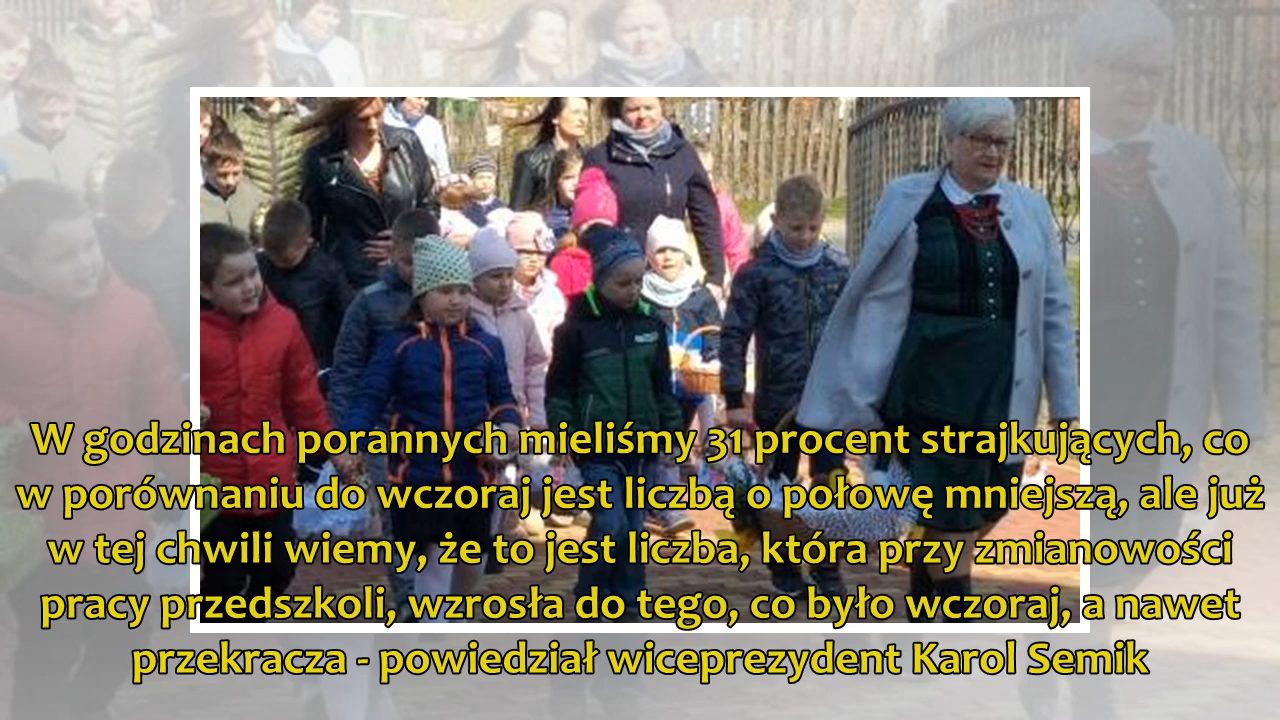 W godzinach porannych mieliśmy 31 procent strajkujących, co
w porównaniu do wczoraj jest liczbą o połowę mniejszą, ale już
w tej chwili wiemy, że to jest liczba, która przy zmianowości
pracy przedszkoli, wzrosła do tego, co było wczoraj, a nawet
przekracza - powiedział wiceprezydent Karol Semik